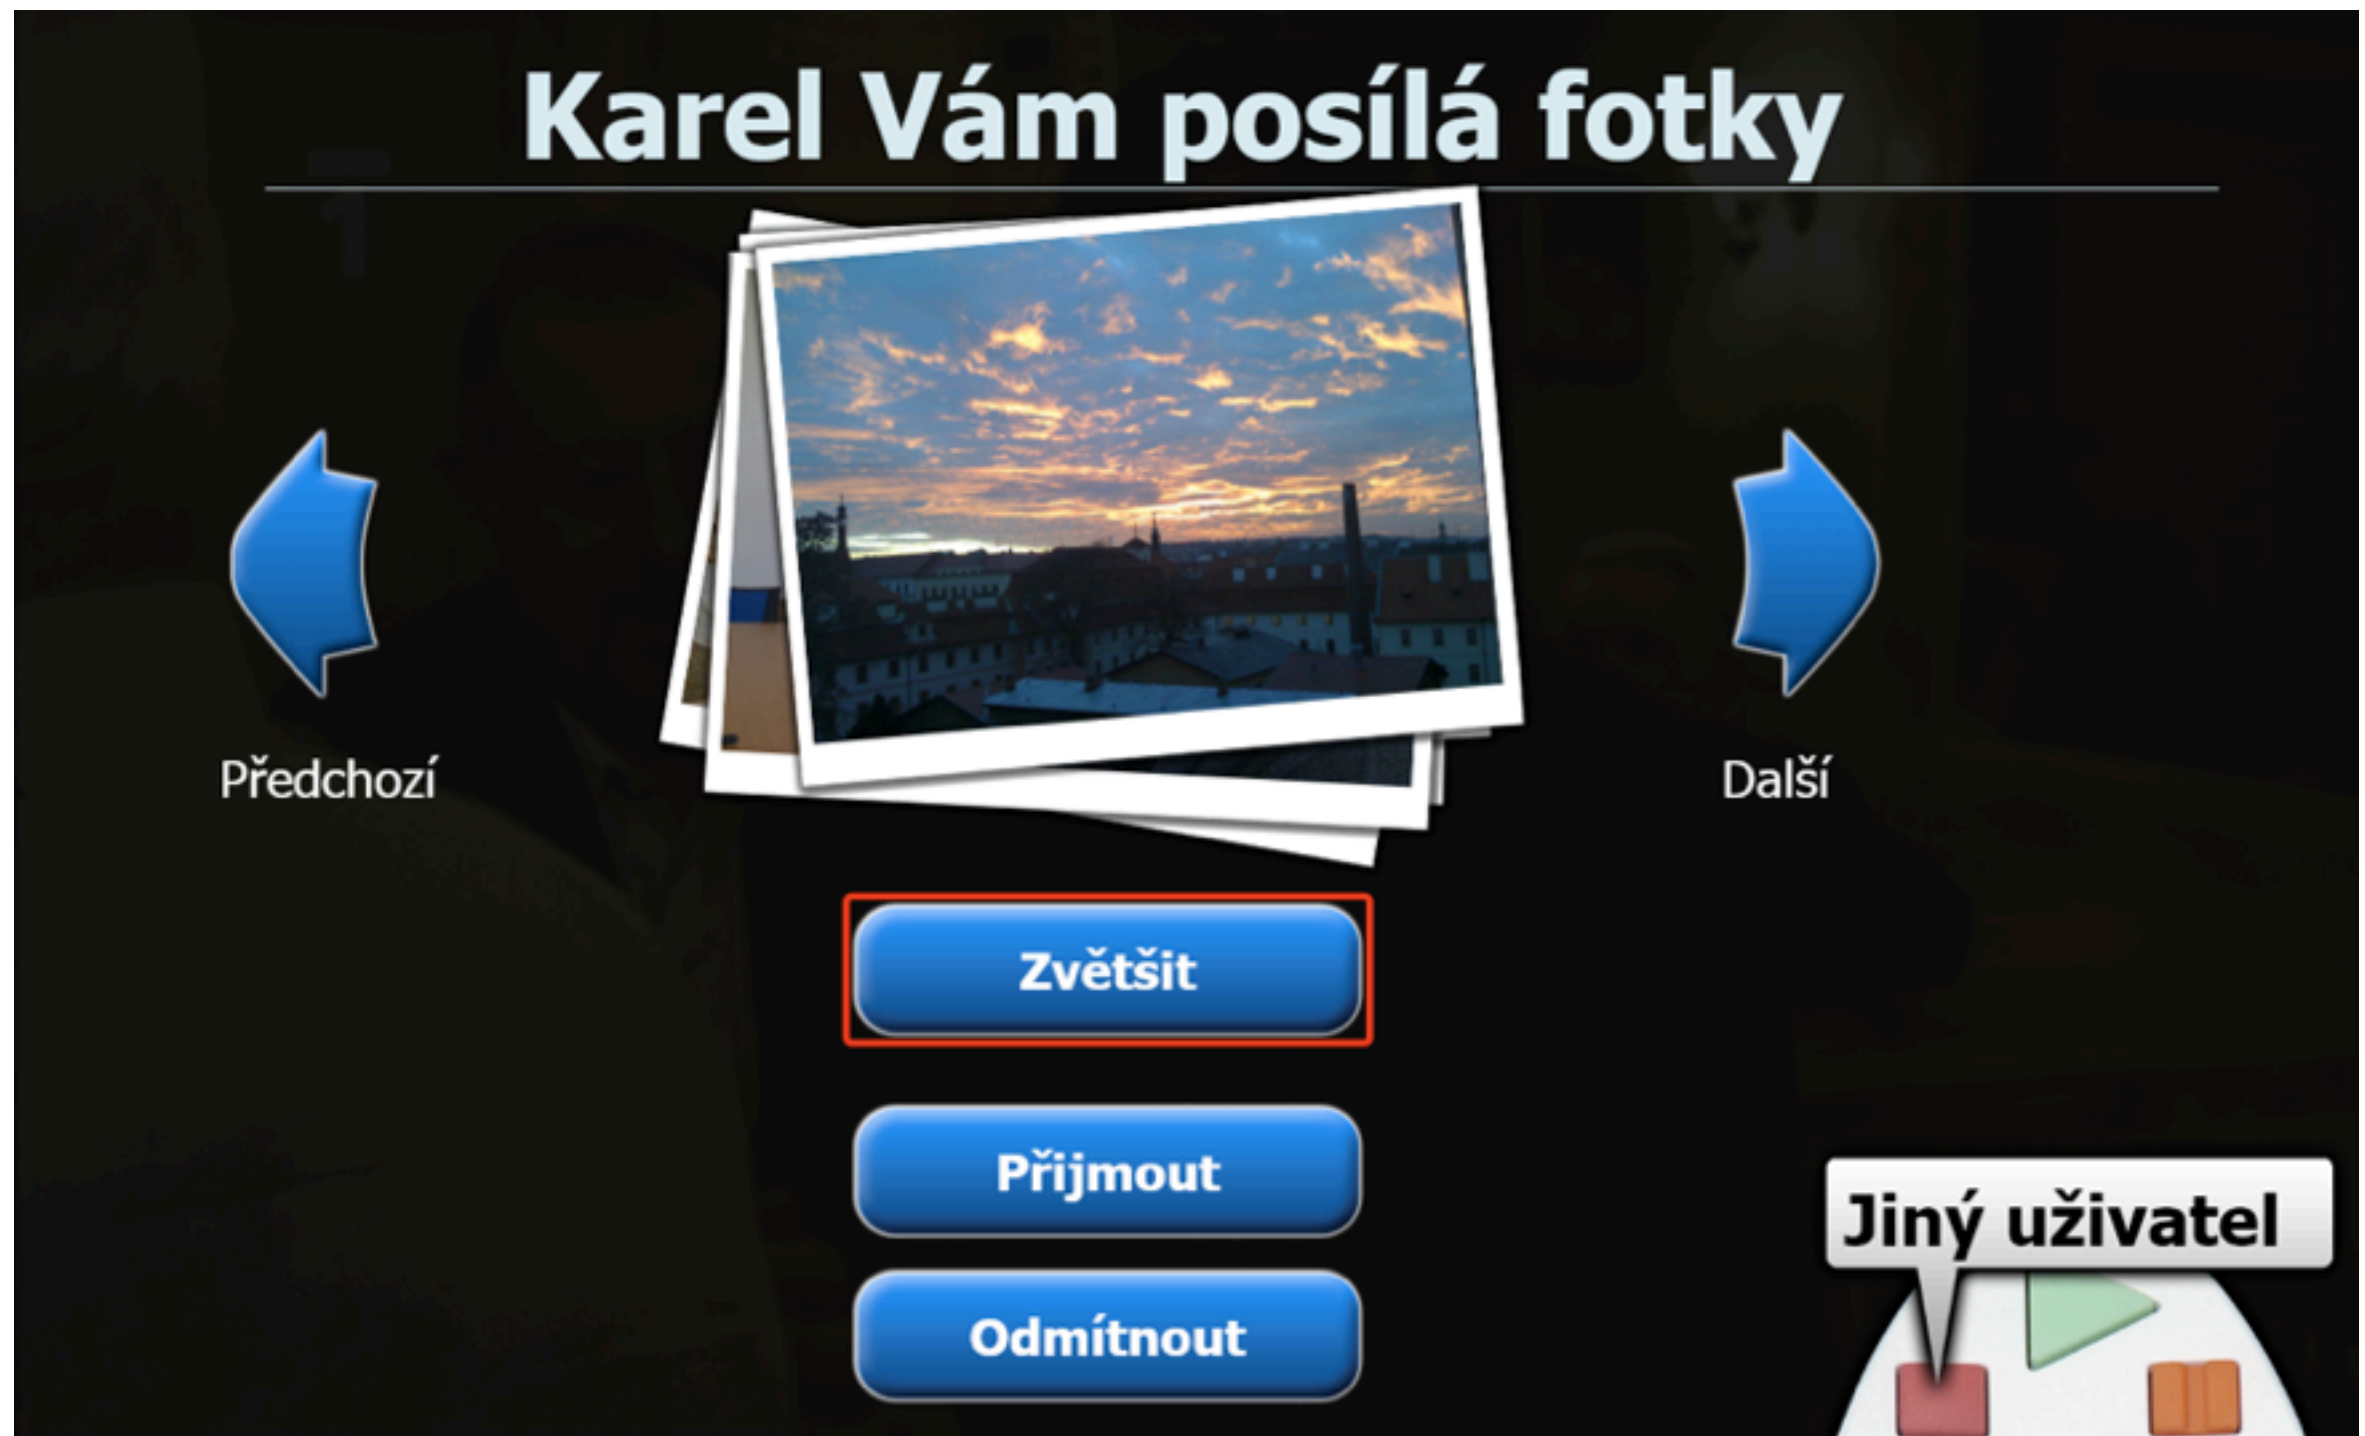 Karel Vám posílá fotky
Předchozí
Další
Zvětšit
Přijmout
Odmítnout
Jiný uživatel